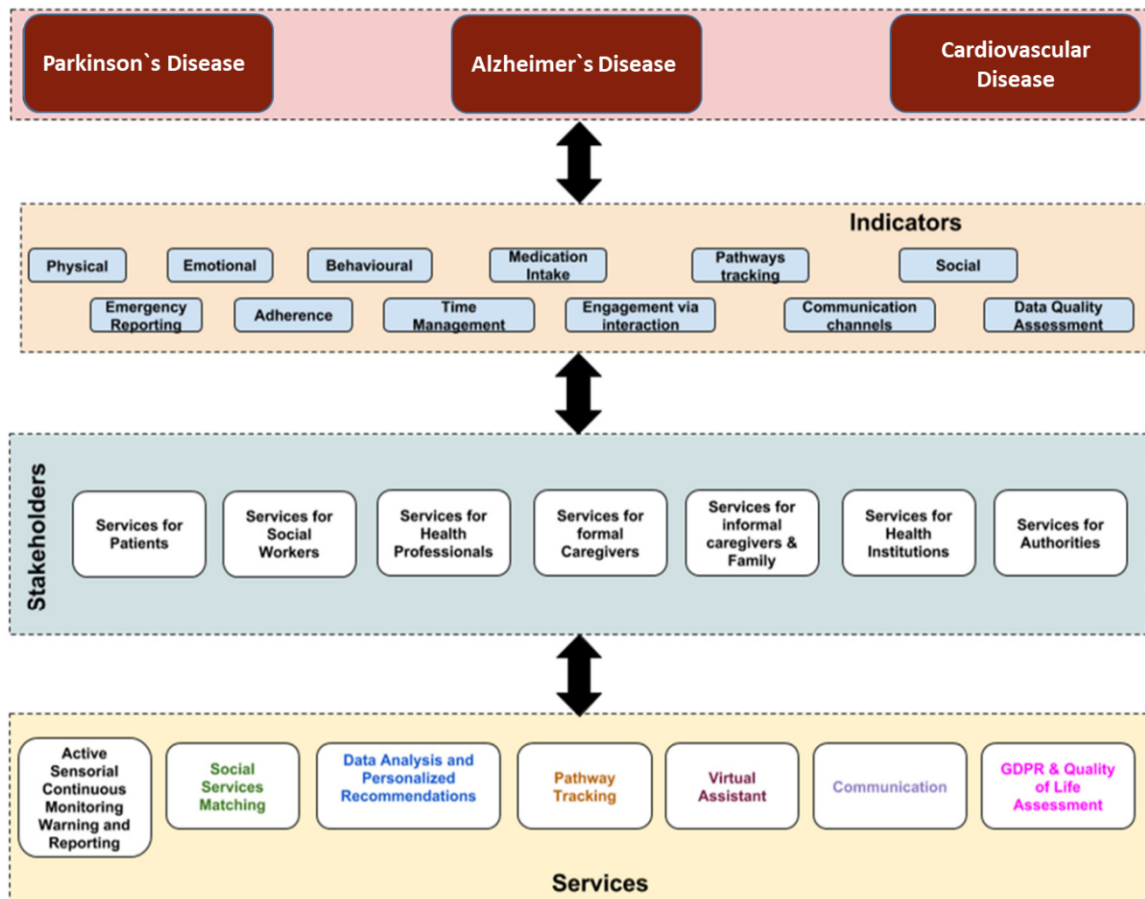 Parkinson`s Disease
Alzheimer`s Disease
Cardiovascular
Disease
Indicators
Physical
Emotional
Behavioural
Medication
Intake
Pathways
tracking
Social
Emergency
Reporting
Adherence
Time
Management
Engagement via
interaction
Communication
channels
Data Quality
Assessment
Stakeholders
Services for
Patients
Services for
Social
Workers
Services for
Health
Professionals
Services for
formal
Caregivers
Services for
informal
caregivers &
Family
Services for
Health
Institutions
Services for
Authorities
Active
Sensorial
Continuous
Monitoring
Warning and
Reporting
Social
Services
Matching
Data Analysis and
Personalized
Recommendations
Pathway
Tracking
Virtual
Assistant
Communication
GDPR & Quality
of Life
Assessment
Services